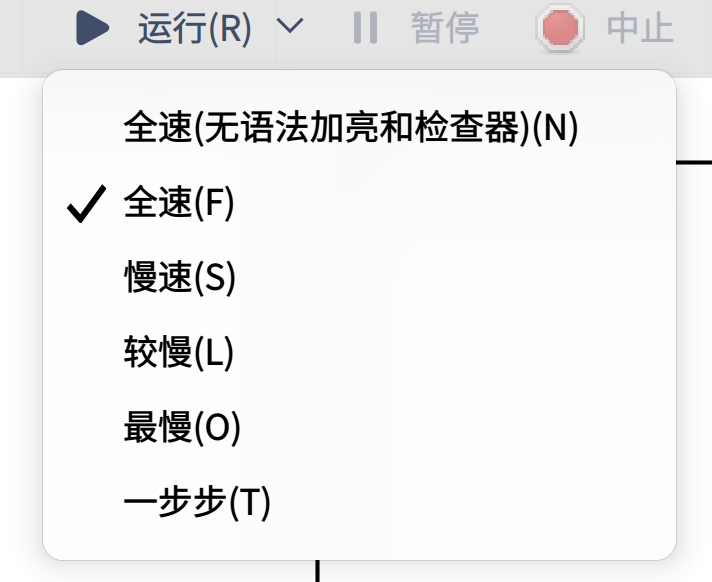 运行(R) 暂停 中止
全速(无语法加亮和检查器)(N)
全速(F)
慢速(S)
较慢(L)
最慢(O)
一步步(T)